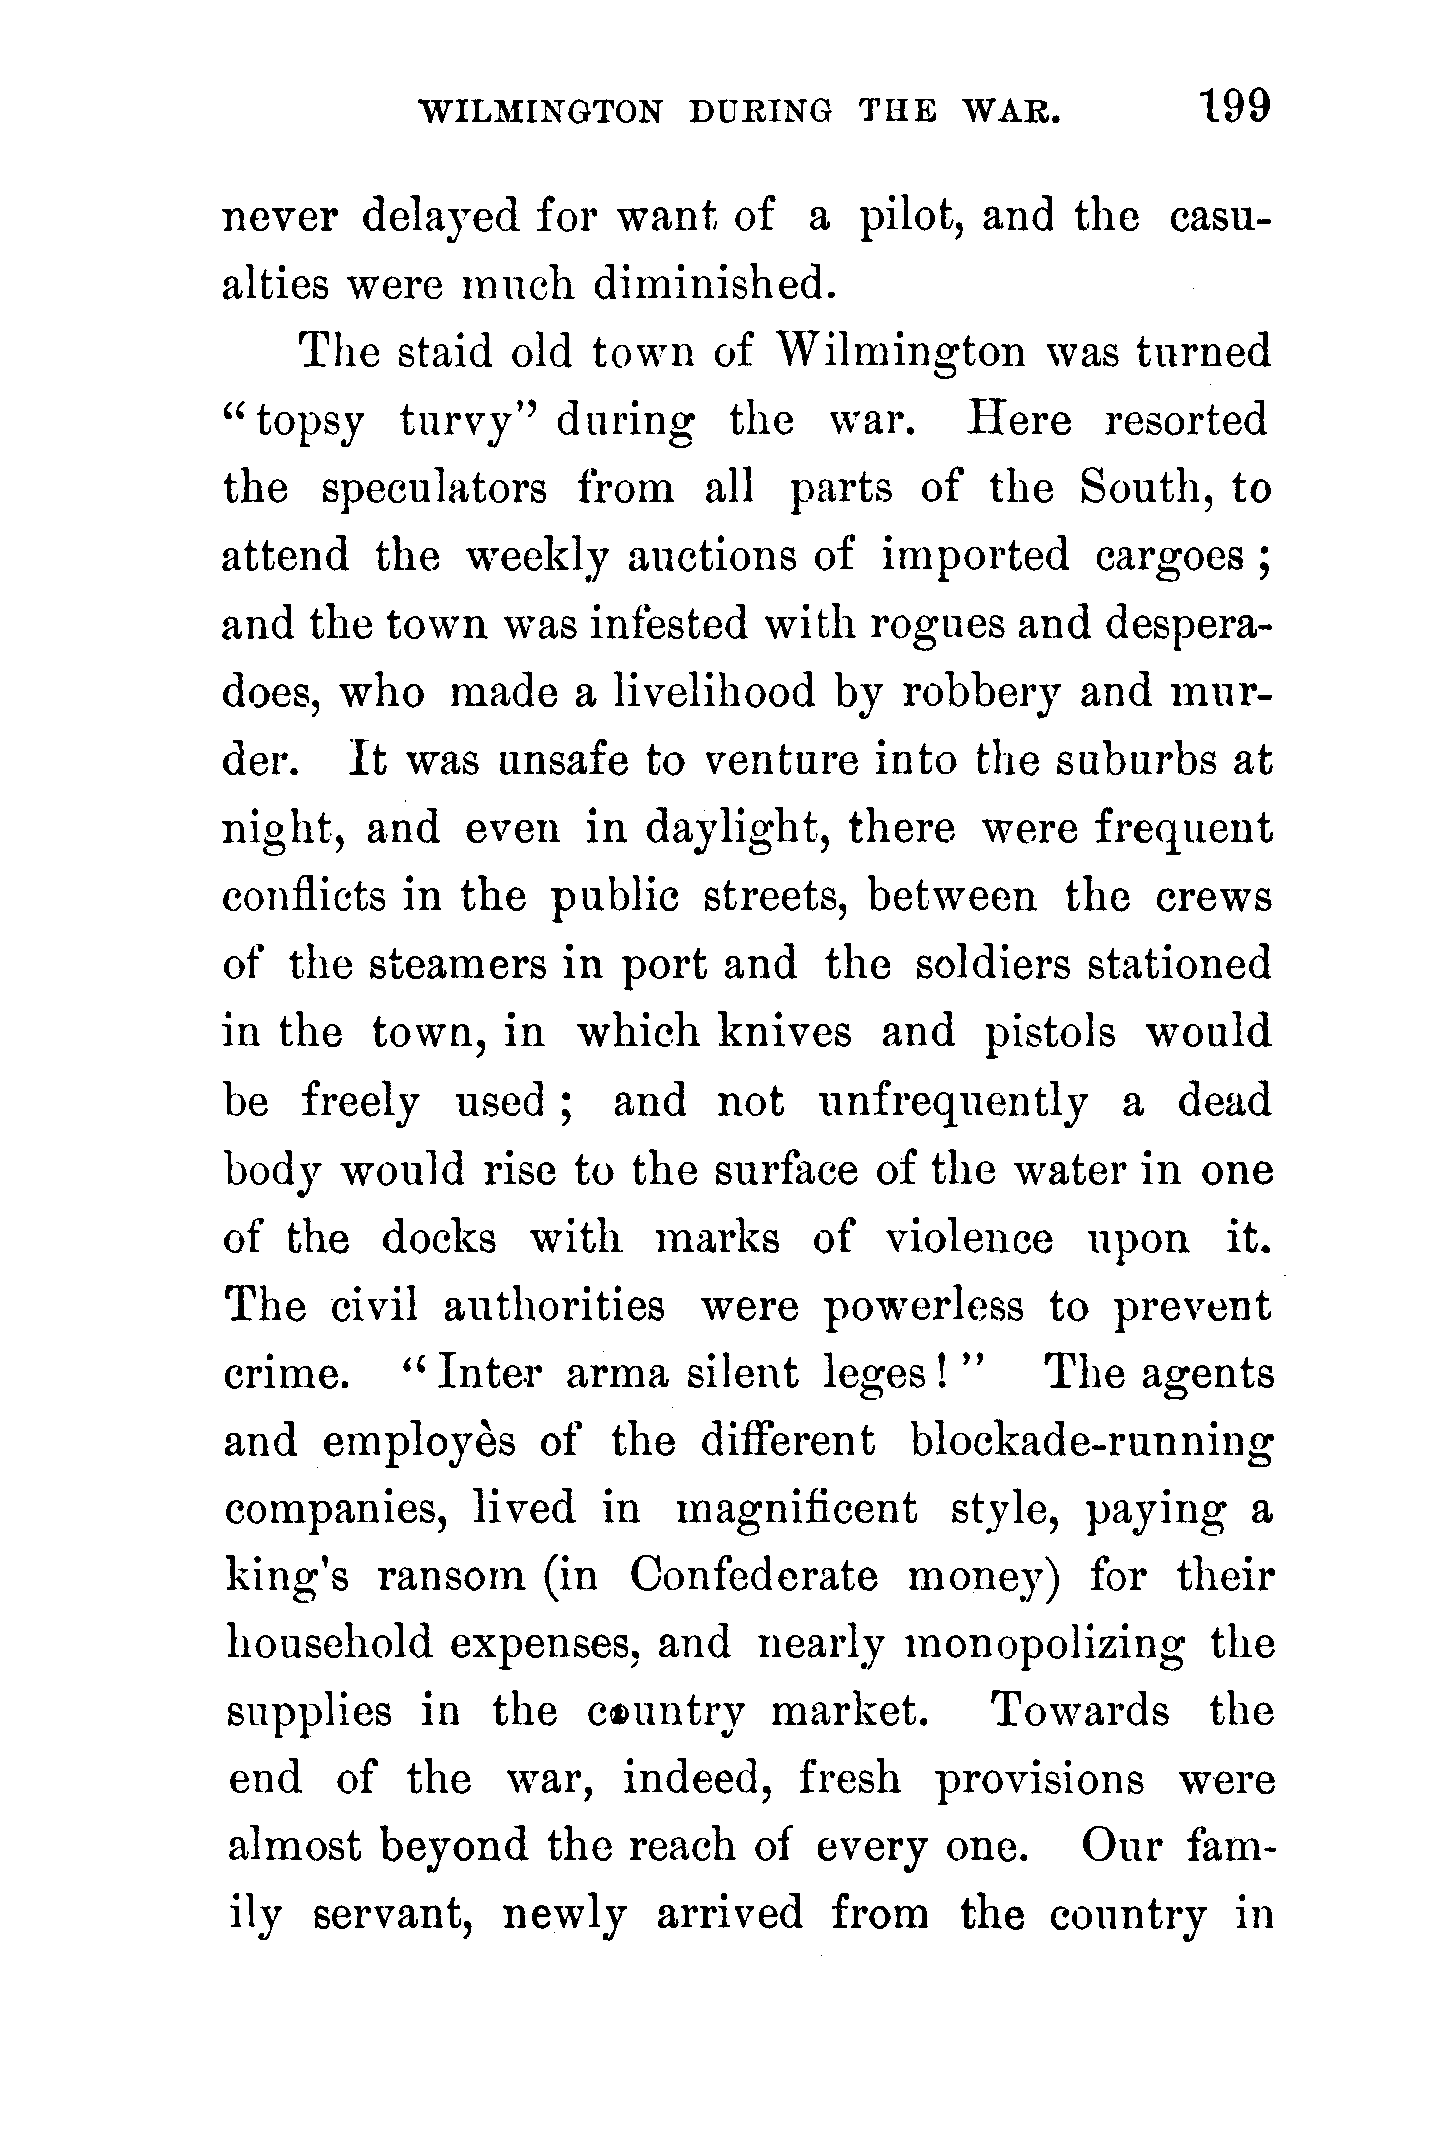 WILMINGTON DURING THE WAR. 199
never delayed for want of a pilot, and the casu-
alties were much diminished.
The staid old town of Wilmington was turned
“topsy turvy” during the war. Here resorted
the speculators from all parts of the South, to
attend the weekly auctions of imported cargoes ;
and the town was infested with rogues and despera-
does, who made a livelihood by robbery and mur-
der. It was unsafe to venture into the suburbs at
night, and even in daylight, there were frequent
conflicts in the public streets, between the crews
of the steamers in port and the soldiers stationed
in the town, in which knives and pistols would
be freely used ; and not unfrequently a dead
body would rise to the surface of the water in one
of the docks with marks of violence upon it.
The civil authorities were powerless to prevent
crime. “Inter arma silent leges! ” The agents
and employès of the different blockade-running
companies, lived in magnificent style, paying a
king's ransom (in Confederate money) for their
household expenses, and nearly monopolizing the
supplies in the country market. Towards the
end of the war, indeed, fresh provisions were
almost beyond the reach of every one. Our fam-
ily servant, newly arrived from the country in